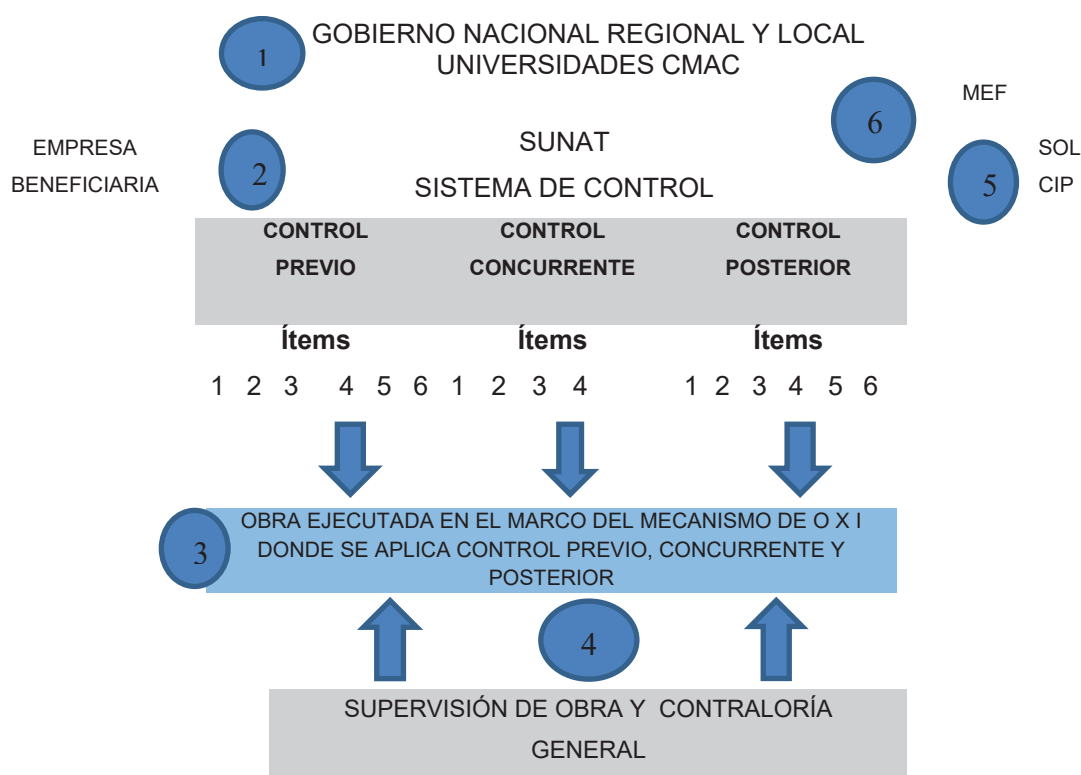 1
GOBIERNO NACIONAL REGIONAL Y LOCAL
UNIVERSIDADES CMAC
6
MEF
EMPRESA
BENEFICIARIA
2
SUNAT
SISTEMA DE CONTROL
5
SOL
CIP
CONTROL
PREVIO
CONTROL
CONCURRENTE
CONTROL
POSTERIOR
Ítems
Ítems
Ítems
1 2 3 4 5 6 1 2 3 4 1 2 3 4 5 6
3
OBRA EJECUTADA EN EL MARCO DEL MECANISMO DE O X I
DONDE SE APLICA CONTROL PREVIO, CONCURRENTE Y
POSTERIOR
4
SUPERVISIÓN DE OBRA Y CONTRALORÍA
GENERAL